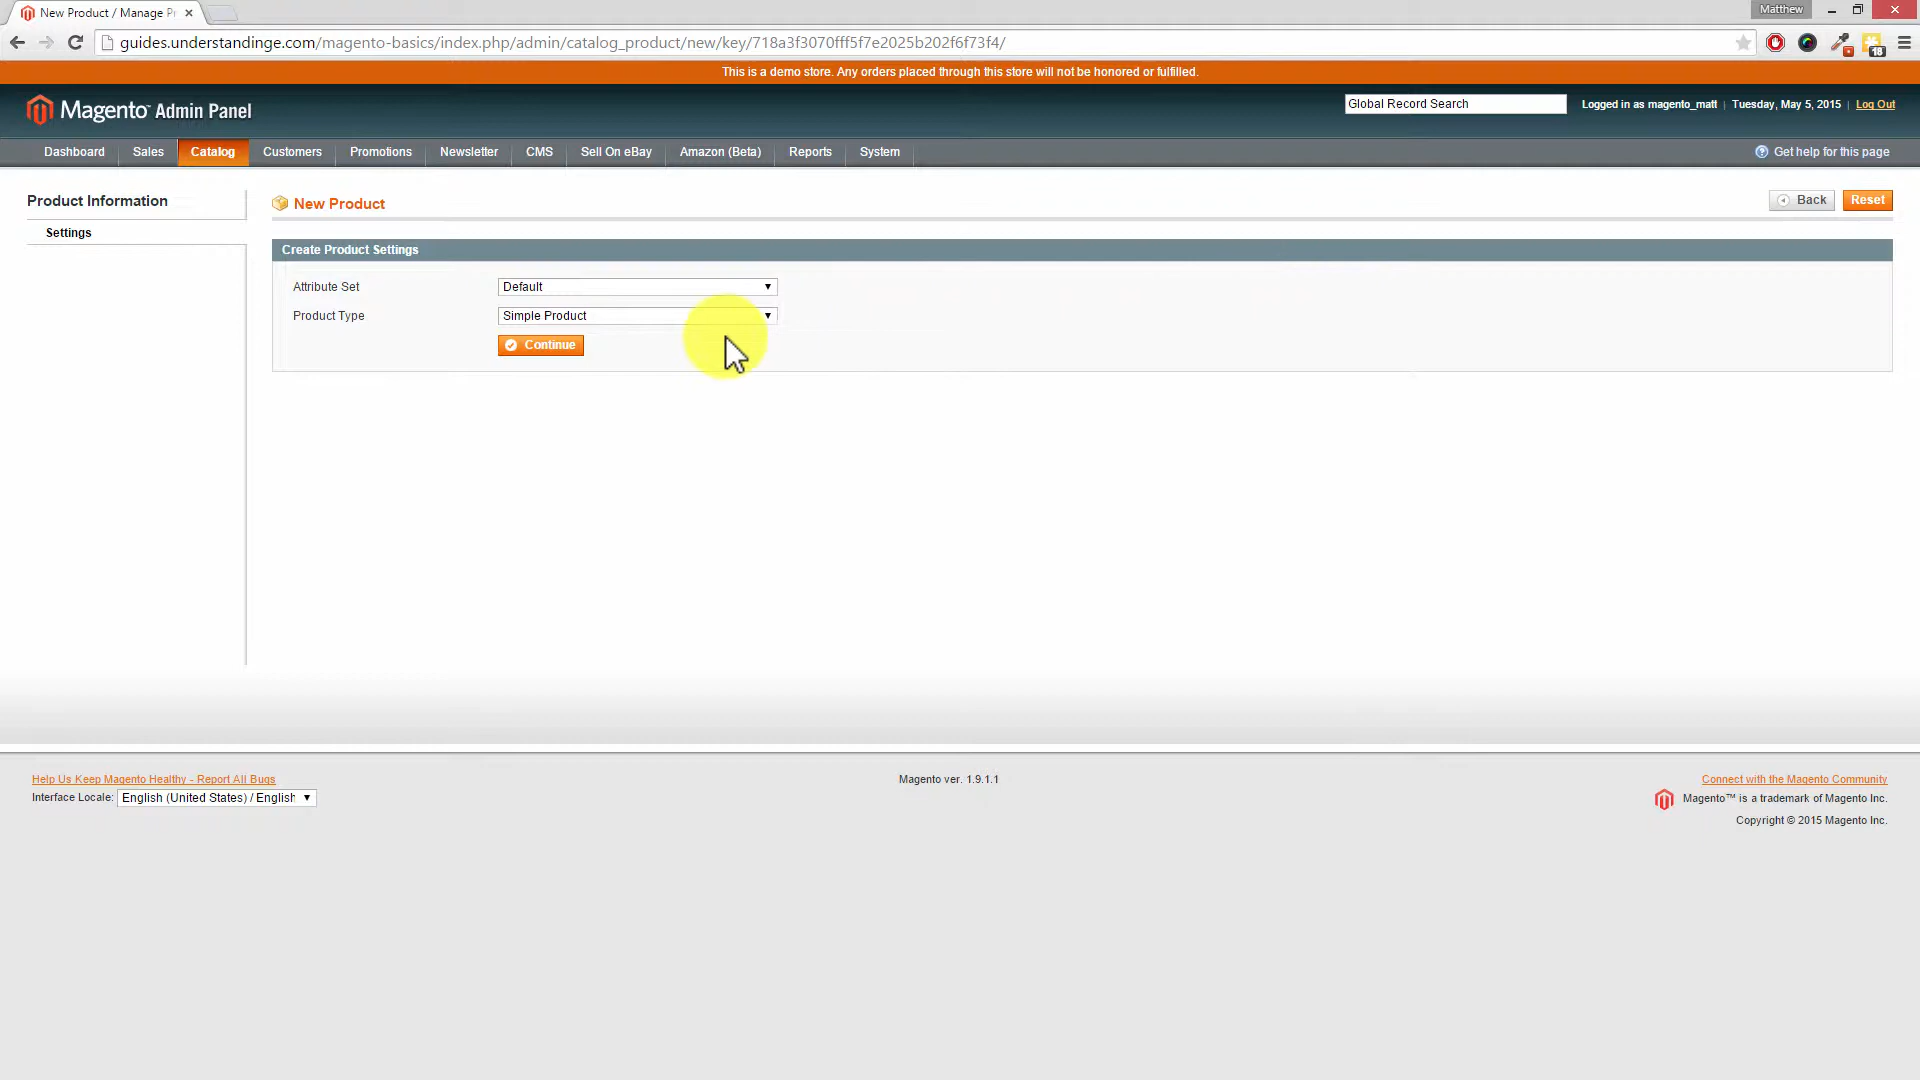 New Product / Manage Pr
Matthew
guides.understandinge.com/magento-basics/index.php/admin/catalog_product/new/key/718a3f3070fff5f7e2025b202f6f73f4/
18
This is a demo store. Any orders placed through this store will not be honored or fulfilled.
Magento™ Admin Panel
Global Record Search
Logged in as magento_matt | Tuesday, May 5, 2015 | Log Out
Dashboard Sales Catalog Customers Promotions Newsletter CMS Sell On eBay Amazon (Beta) Reports System
Get help for this page
Product Information
Settings
New Product
Back
Reset
Create Product Settings
Attribute Set Default
Product Type Simple Product
Continue
Help Us Keep Magento Healthy - Report All Bugs
Interface Locale: English (United States) / English
Magento ver. 1.9.1.1
Connect with the Magento Community
Magento™ is a trademark of Magento Inc.
Copyright © 2015 Magento Inc.